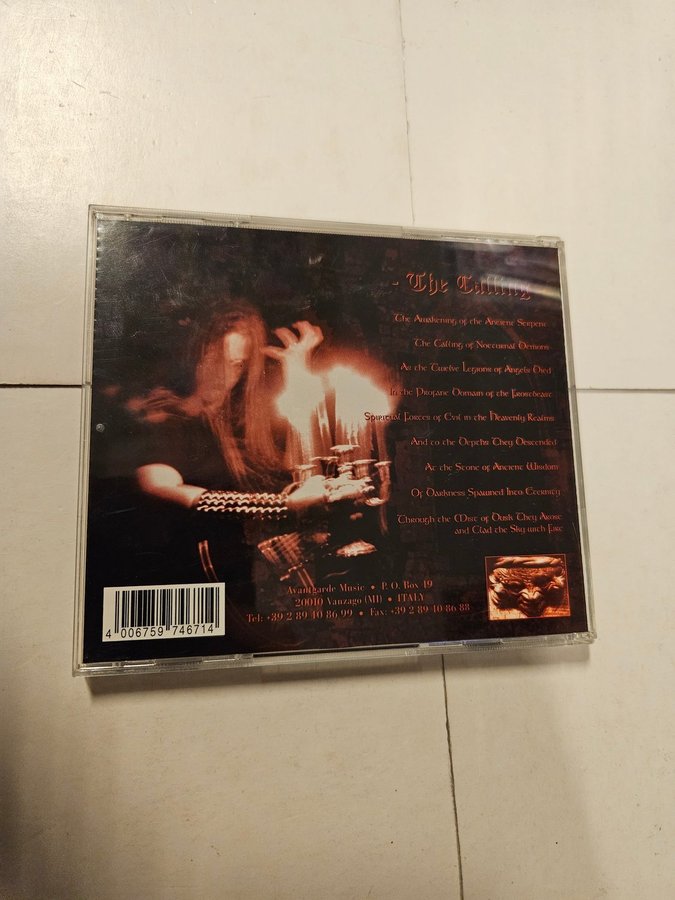 - The Calling -
The Awakening of the Ancient Serpent
The Calling of Nocturnal Demons
As the Twelve Legions of Angels Died
In the Profane Domain of the Frostbeast
Spiritual Forces of Evil in the Heavenly Realms
And to the Depths They Descended
At the Stone of Ancient Wisdom
Of Darkness Spawned Into Eternity
Through the Mist of Dusk They Arose
and Clad the Sky with Fire
Avantgarde Music • P. O. Box 19
20010 Vanzago (MI) • ITALY
Tel: +39 2 89 40 86 99 • Fax: +39 2 89 40 86 88
4 006759 746714